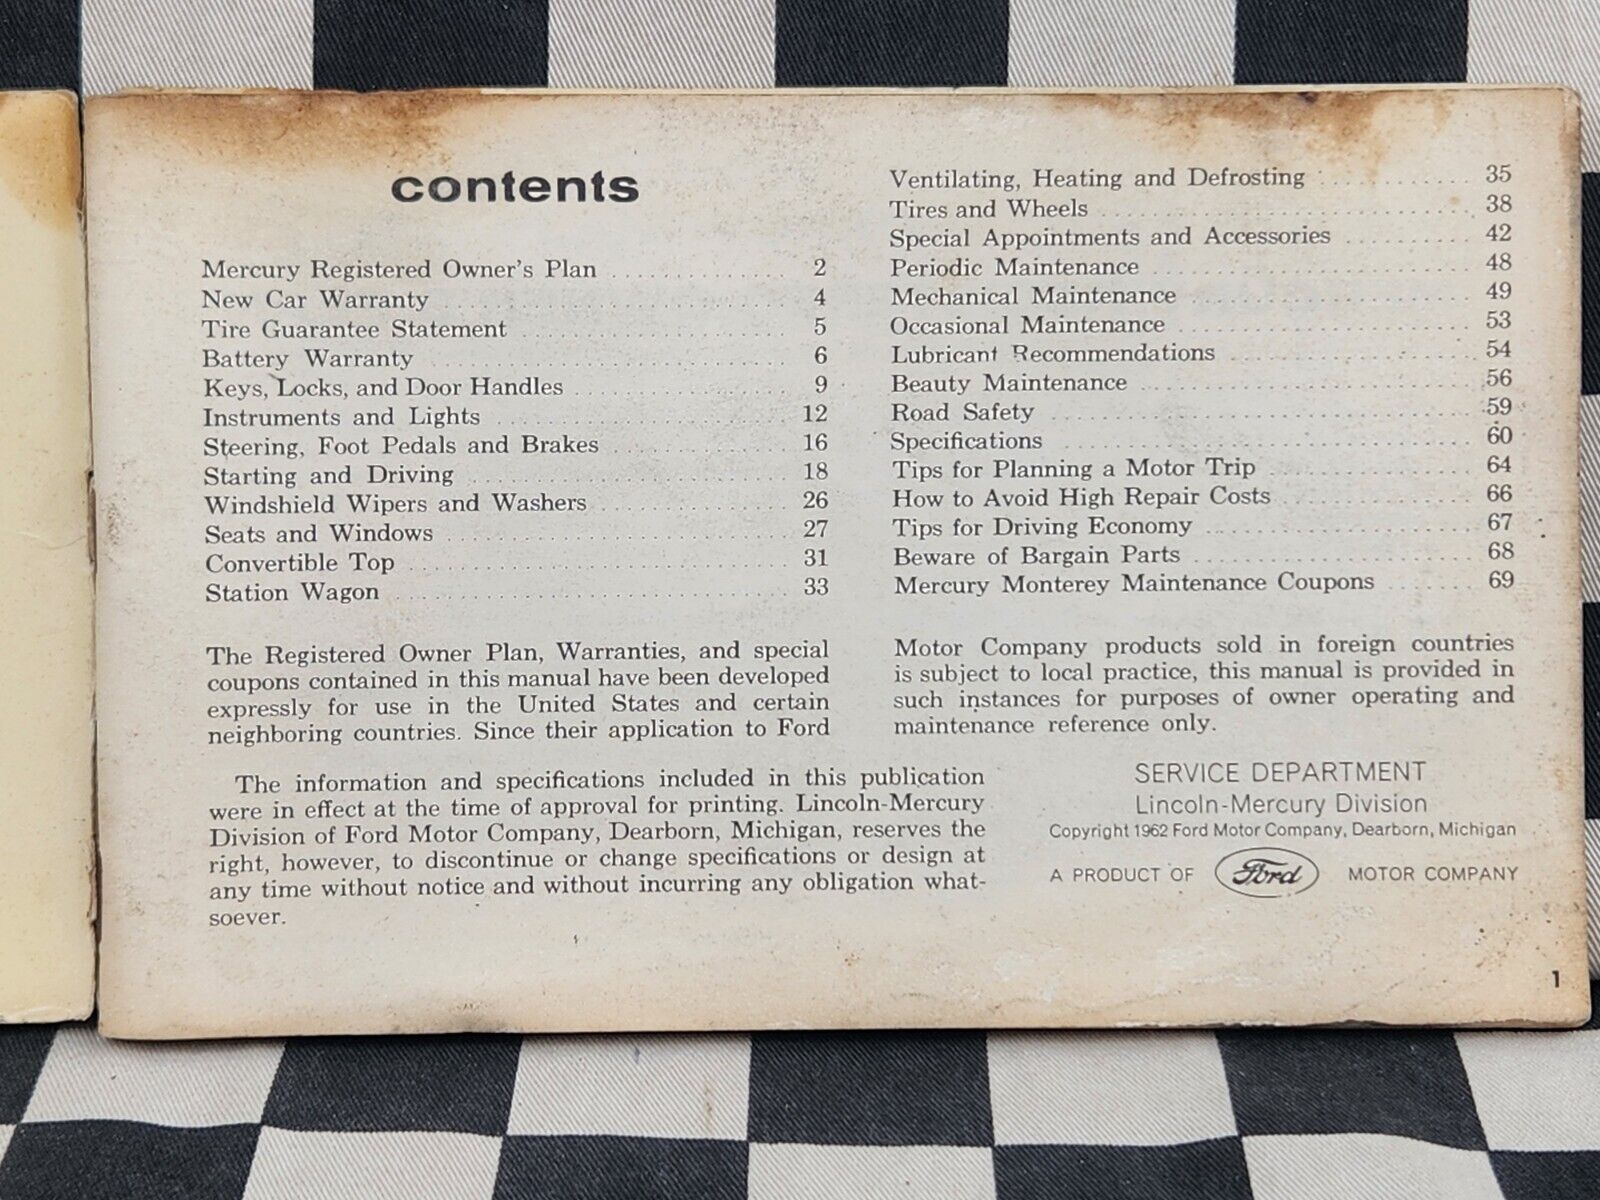 contents
Mercury Registered Owner's Plan 2
New Car Warranty 4
Tire Guarantee Statement 5
Battery Warranty 6
Keys, Locks, and Door Handles 9
Instruments and Lights 12
Steering, Foot Pedals and Brakes 16
Starting and Driving 18
Windshield Wipers and Washers 26
Seats and Windows 27
Convertible Top 31
Station Wagon 33
Ventilating, Heating and Defrosting 35
Tires and Wheels 38
Special Appointments and Accessories 42
Periodic Maintenance 48
Mechanical Maintenance 49
Occasional Maintenance 53
Lubricant Recommendations 54
Beauty Maintenance 56
Road Safety 59
Specifications 60
Tips for Planning a Motor Trip 64
How to Avoid High Repair Costs 66
Tips for Driving Economy 67
Beware of Bargain Parts 68
Mercury Monterey Maintenance Coupons 69
The Registered Owner Plan, Warranties, and special
coupons contained in this manual have been developed
expressly for use in the United States and certain
neighboring countries. Since their application to Ford
Motor Company products sold in foreign countries
is subject to local practice, this manual is provided in
such instances for purposes of owner operating and
maintenance reference only.
The information and specifications included in this publication
were in effect at the time of approval for printing. Lincoln-Mercury
Division of Ford Motor Company, Dearborn, Michigan, reserves the
right, however, to discontinue or change specifications or design at
any time without notice and without incurring any obligation what-
soever.
SERVICE DEPARTMENT
Lincoln-Mercury Division
Copyright 1962 Ford Motor Company, Dearborn, Michigan
A PRODUCT OF Ford MOTOR COMPANY
1